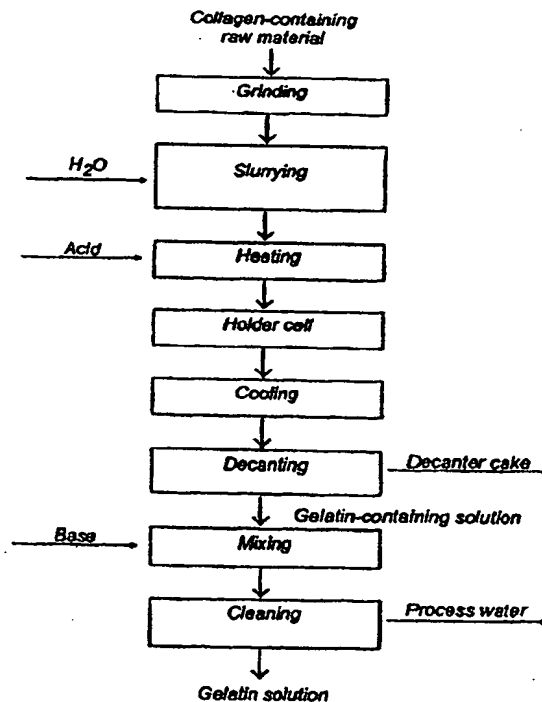 Collagen-containing
raw material
Grinding
H₂O
Slurrying
Acid
Heating
Holder cell
Cooling
Decanting
Decanter cake
Gelatin-containing solution
Base
Mixing
Cleaning
Process water
Gelatin solution